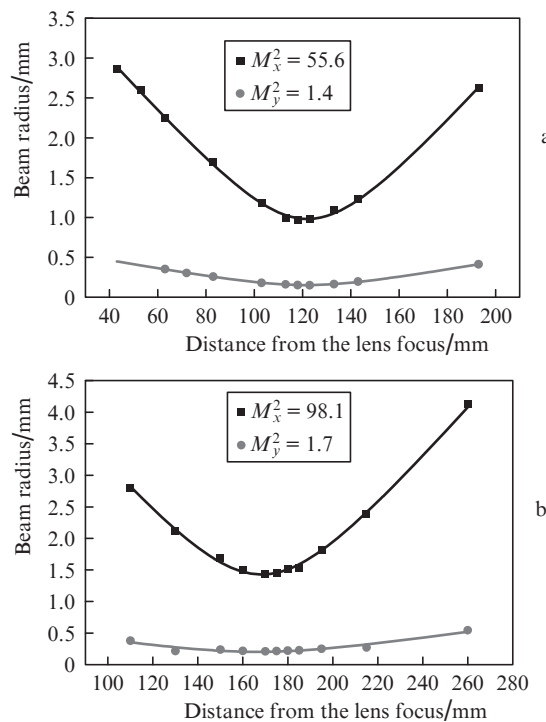 3.5
3.0
2.5
2.0
1.5
1.0
0.5
0
Beam radius/mm
M²ₓ = 55.6
M²ᵧ = 1.4
a
40 60 80 100 120 140 160 180 200
Distance from the lens focus/mm
4.5
4.0
3.5
3.0
2.5
2.0
1.5
1.0
0.5
0
Beam radius/mm
M²ₓ = 98.1
M²ᵧ = 1.7
b
100 120 140 160 180 200 220 240 260 280
Distance from the lens focus/mm